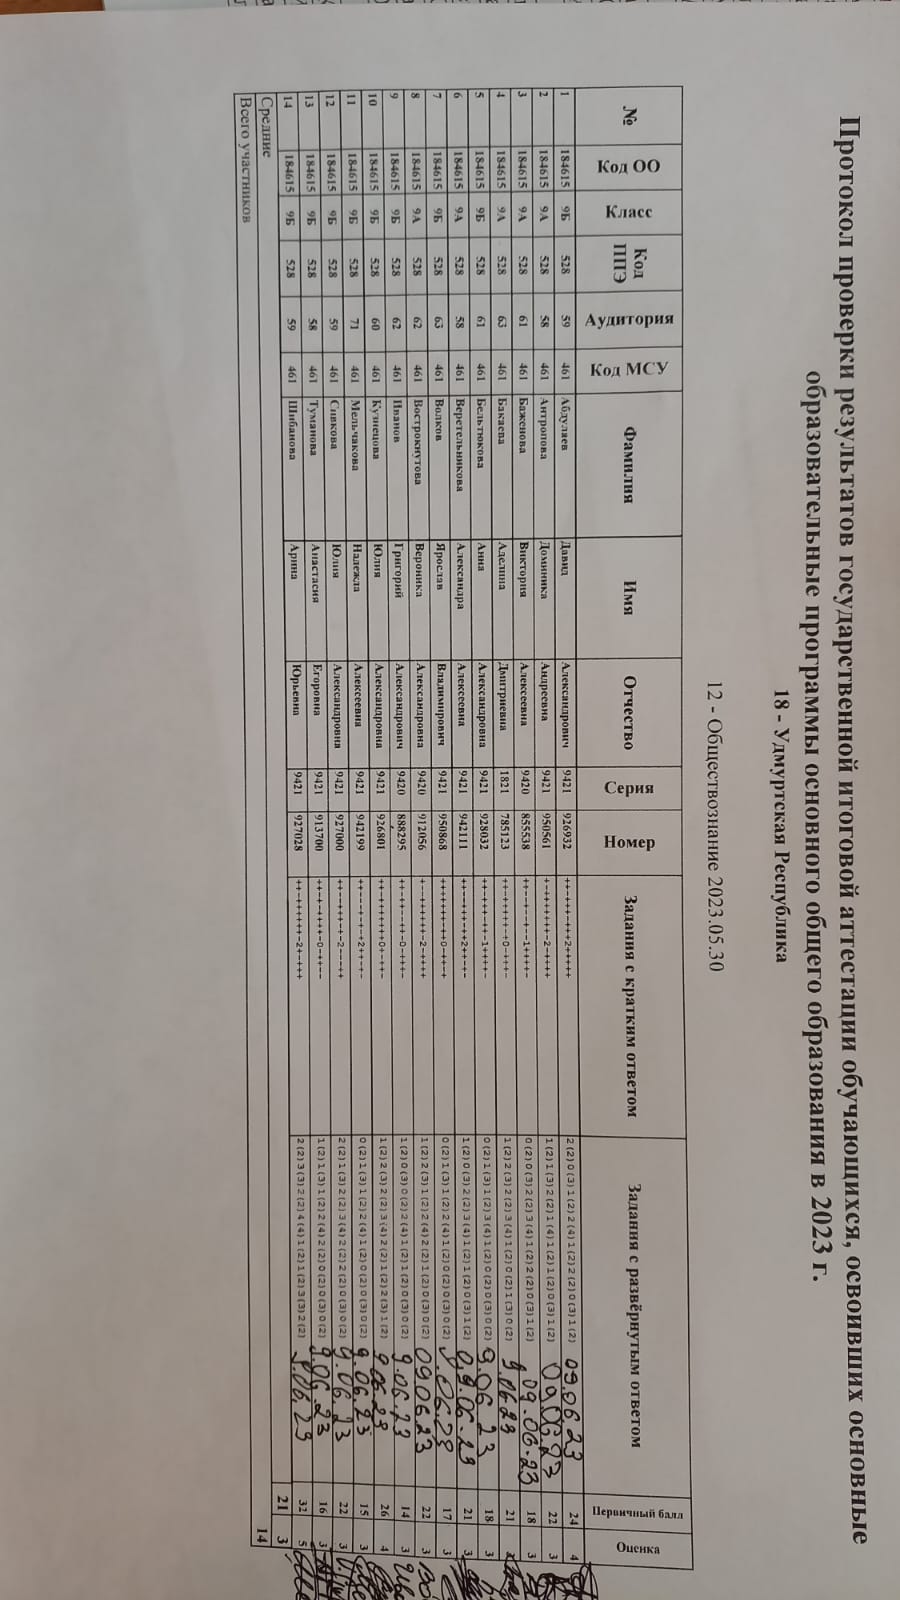 Протокол проверки результатов государственной итоговой аттестации обучающихся, освоивших основные
образовательные программы основного общего образования в 2023 г.
18 - Удмуртская Республика
12 - Обществознание 2023.05.30
№ Код ОО Класс Код ППЭ Аудитория Код МСУ Фамилия Имя Отчество Серия Номер Задания с кратким ответом Задания с развёрнутым ответом Первичный балл Оценка
1 184615 9Б 528 59 461 Абдулаев Давид Александрович 9421 926932 2(2)0(3)1(2)2(4)1(2)2(2)0(3)1(2) 09.06.23 24 4
2 184615 9А 528 58 461 Антропова Доминика Андреевна 9421 950561 1(2)1(3)2(2)1(4)1(2)1(2)0(3)1(2) 09.06.23 22 3
3 184615 9А 528 61 461 Баженова Виктория Алексеевна 9420 855538 0(2)0(3)2(2)3(4)1(2)2(2)0(3)1(2) 09.06.23 18 3
4 184615 9А 528 63 461 Бакаева Аделина Дмитриевна 1821 785123 1(2)2(3)2(2)3(4)1(2)0(2)1(3)0(2) 9.06.23 21 3
5 184615 9Б 528 61 461 Бельтюкова Анна Александровна 9421 928032 0(2)1(3)1(2)3(4)1(2)0(2)0(3)0(2) 9.06.23 18 3
6 184615 9А 528 58 461 Веретельникова Александра Алексеевна 9421 942111 1(2)0(3)2(2)3(4)1(2)1(2)0(3)1(2) 09.06.23 21 3
7 184615 9Б 528 63 461 Волков Ярослав Владимирович 9421 950868 0(2)1(3)1(2)2(4)1(2)0(2)0(3)0(2) 17 3
8 184615 9А 528 62 461 Вострокнутова Вероника Александровна 9420 912056 1(2)2(3)1(2)2(4)2(2)1(2)0(3)0(2) 09.06.23 22 3
9 184615 9Б 528 62 461 Иванов Григорий Александрович 9420 888295 1(2)0(3)0(2)2(4)1(2)1(2)0(3)0(2) 9.06.23 14 3
10 184615 9Б 528 60 461 Кузнецова Юлия Александровна 9421 926801 1(2)2(3)2(2)3(4)2(2)1(2)2(3)1(2) 9.06.23 26 4
11 184615 9Б 528 71 461 Мельчакова Надежда Алексеевна 9421 942199 0(2)1(3)1(2)2(4)1(2)0(2)0(3)0(2) 9.06.23 15 3
12 184615 9Б 528 59 461 Сивкова Юлия Александровна 9421 927000 2(2)1(3)2(2)3(4)2(2)2(2)0(3)0(2) 9.06.23 22 3
13 184615 9Б 528 58 461 Туманова Анастасия Егоровна 9421 913700 1(2)1(3)1(2)2(4)2(2)0(2)0(3)0(2) 9.06.23 16 3
14 184615 9Б 528 59 461 Шибанова Арина Юрьевна 9421 927028 2(2)3(3)2(2)4(4)1(2)1(2)3(3)2(2) 9.06.23 32 5
Средние 21 3
Всего участников 14